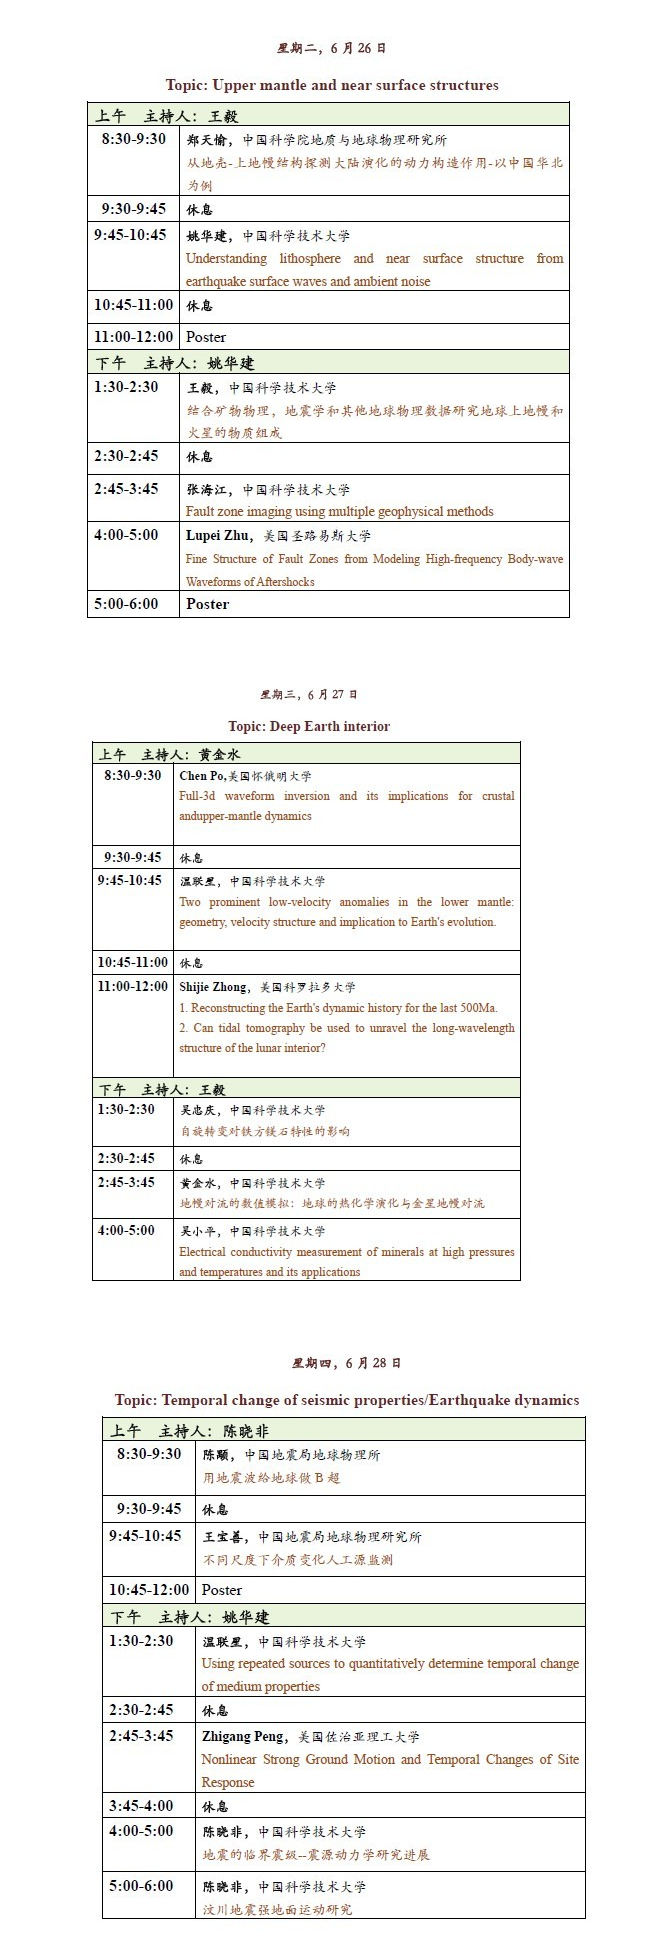 星期二，6 月 26 日
Topic: Upper mantle and near surface structures
上午 主持人：王毅
8:30-9:30 郑天愉，中国科学院地质与地球物理研究所
从地壳-上地幔结构探测大陆演化的动力构造作用-以中国华北
为例
9:30-9:45 休息
9:45-10:45 姚华建，中国科学技术大学
Understanding lithosphere and near surface structure from
earthquake surface waves and ambient noise
10:45-11:00 休息
11:00-12:00 Poster
下午 主持人：姚华建
1:30-2:30 王毅，中国科学技术大学
结合矿物物理，地震学和其他地球物理数据研究地球上地幔和
火星的物质组成
2:30-2:45 休息
2:45-3:45 张海江，中国科学技术大学
Fault zone imaging using multiple geophysical methods
4:00-5:00 Lupei Zhu，美国圣路易斯大学
Fine Structure of Fault Zones from Modeling High-frequency Body-wave
Waveforms of Aftershocks
5:00-6:00 Poster
星期三，6 月 27 日
Topic: Deep Earth interior
上午 主持人：黄金水
8:30-9:30 Chen Po,美国怀俄明大学
Full-3d waveform inversion and its implications for crustal
andupper-mantle dynamics
9:30-9:45 休息
9:45-10:45 温联星，中国科学技术大学
Two prominent low-velocity anomalies in the lower mantle:
geometry, velocity structure and implication to Earth's evolution.
10:45-11:00 休息
11:00-12:00 Shijie Zhong，美国科罗拉多大学
1. Reconstructing the Earth's dynamic history for the last 500Ma.
2. Can tidal tomography be used to unravel the long-wavelength
structure of the lunar interior?
下午 主持人：王毅
1:30-2:30 吴忠庆，中国科学技术大学
自旋转变对铁方镁石特性的影响
2:30-2:45 休息
2:45-3:45 黄金水，中国科学技术大学
地幔对流的数值模拟：地球的热化学演化与金星地幔对流
4:00-5:00 吴小平，中国科学技术大学
Electrical conductivity measurement of minerals at high pressures
and temperatures and its applications
星期四，6 月 28 日
Topic: Temporal change of seismic properties/Earthquake dynamics
上午 主持人：陈晓非
8:30-9:30 陈颙，中国地震局地球物理所
用地震波给地球做 B 超
9:30-9:45 休息
9:45-10:45 王宝善，中国地震局地球物理研究所
不同尺度下介质变化人工源监测
10:45-12:00 Poster
下午 主持人：姚华建
1:30-2:30 温联星，中国科学技术大学
Using repeated sources to quantitatively determine temporal change
of medium properties
2:30-2:45 休息
2:45-3:45 Zhigang Peng，美国佐治亚理工大学
Nonlinear Strong Ground Motion and Temporal Changes of Site
Response
3:45-4:00 休息
4:00-5:00 陈晓非，中国科学技术大学
地震的临界震级--震源动力学研究进展
5:00-6:00 陈晓非，中国科学技术大学
汶川地震强地面运动研究